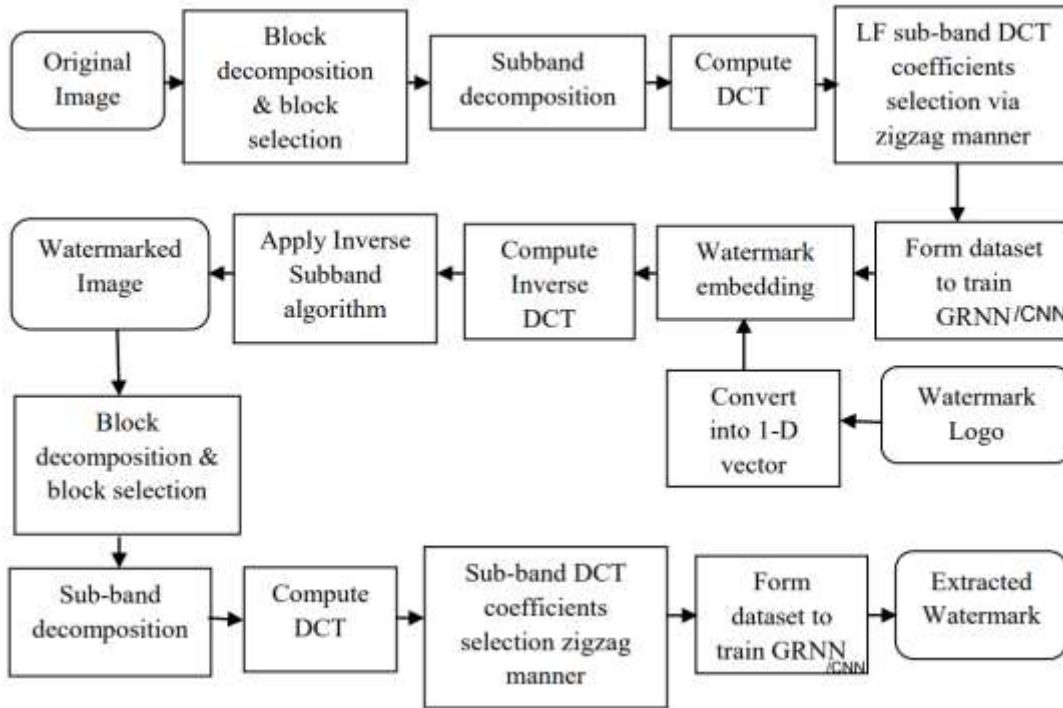 Original
Image
Block
decomposition
& block
selection
Subband
decomposition
Compute
DCT
LF sub-band DCT
coefficients
selection via
zigzag manner
Watermarked
Image
Apply Inverse
Subband
algorithm
Compute
Inverse
DCT
Watermark
embedding
Form dataset
to train
GRNN/CNN
Block
decomposition &
block selection
Convert
into 1-D
vector
Watermark
Logo
Sub-band
decomposition
Compute
DCT
Sub-band DCT
coefficients
selection zigzag
manner
Form
dataset to
train GRNN/CNN
Extracted
Watermark